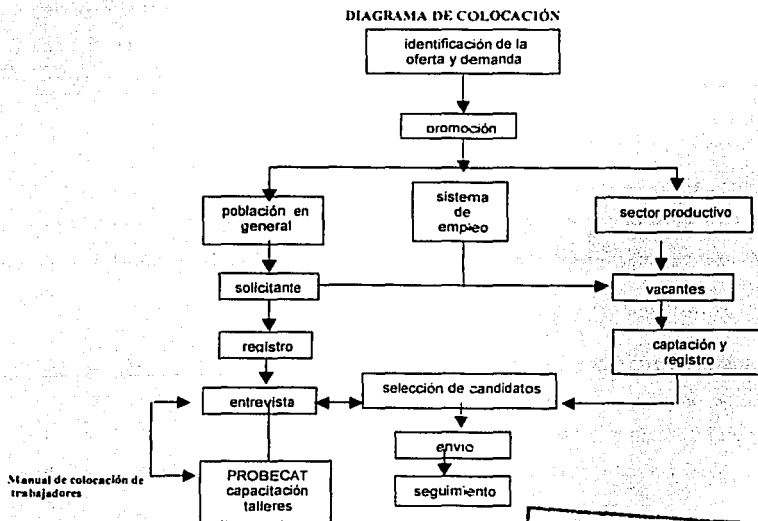 DIAGRAMA DE COLOCACIÓN
identificación de la
oferta y demanda
promoción
población en
general
sistema
de
empleo
sector productivo
solicitante
vacantes
registro
captación y
registro
entrevista
selección de candidatos
envio
PROBECAT
capacitación
talleres
seguimiento
Manual de colocación de
trabajadores